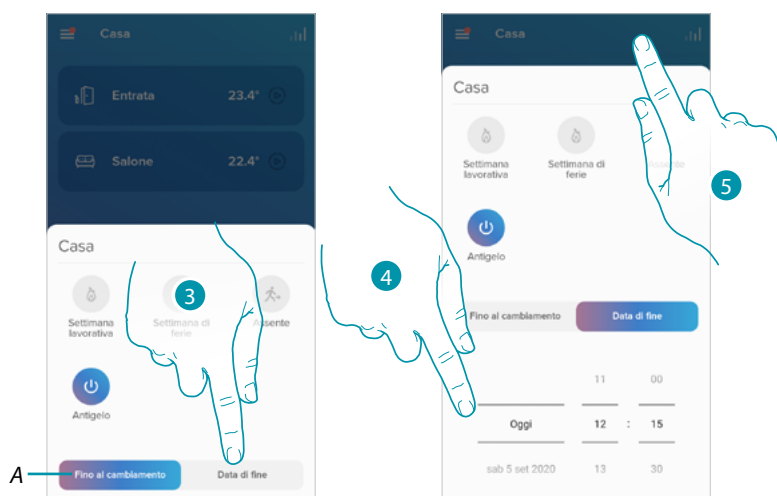 Casa
Entrata 23.4°
Salone 22.4°
Casa
Settimana lavorativa
Settimana di ferie
Assente
Antigelo
3
A
Fino al cambiamento
Data di fine
Casa
Casa
Settimana lavorativa
Settimana di ferie
Assente
5
4
Antigelo
Fino al cambiamento
Data di fine
11 00
Oggi 12 : 15
sab 5 set 2020 13 30